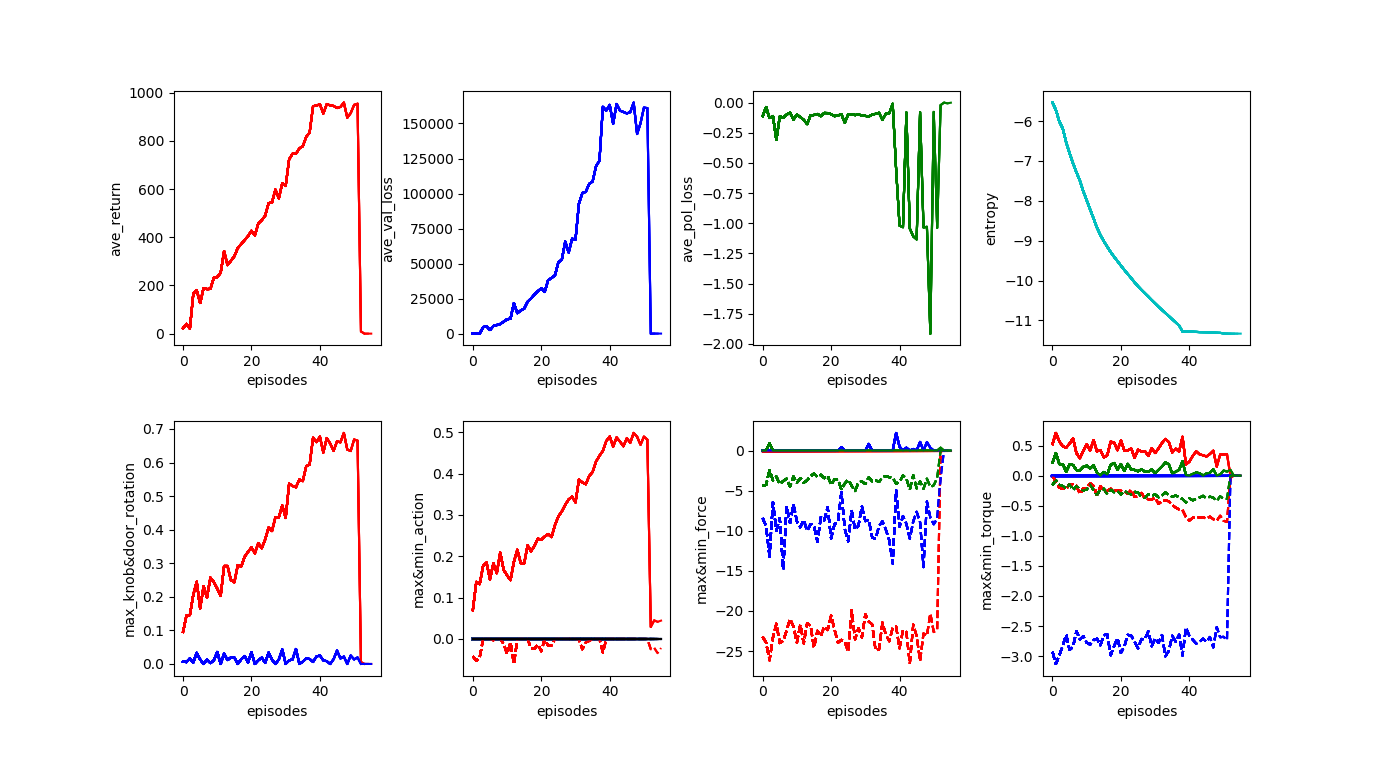 1000
800
600
400
200
0
ave_return
0 20 40
episodes
150000
125000
100000
75000
50000
25000
0
ave_val_loss
0 20 40
episodes
0.00
−0.25
−0.50
−0.75
−1.00
−1.25
−1.50
−1.75
−2.00
ave_pol_loss
0 20 40
episodes
−6
−7
−8
−9
−10
−11
entropy
0 20 40
episodes
0.7
0.6
0.5
0.4
0.3
0.2
0.1
0.0
max_knob&door_rotation
0 20 40
episodes
0.5
0.4
0.3
0.2
0.1
0.0
max&min_action
0 20 40
episodes
0
−5
−10
−15
−20
−25
max&min_force
0 20 40
episodes
0.5
0.0
−0.5
−1.0
−1.5
−2.0
−2.5
−3.0
max&min_torque
0 20 40
episodes